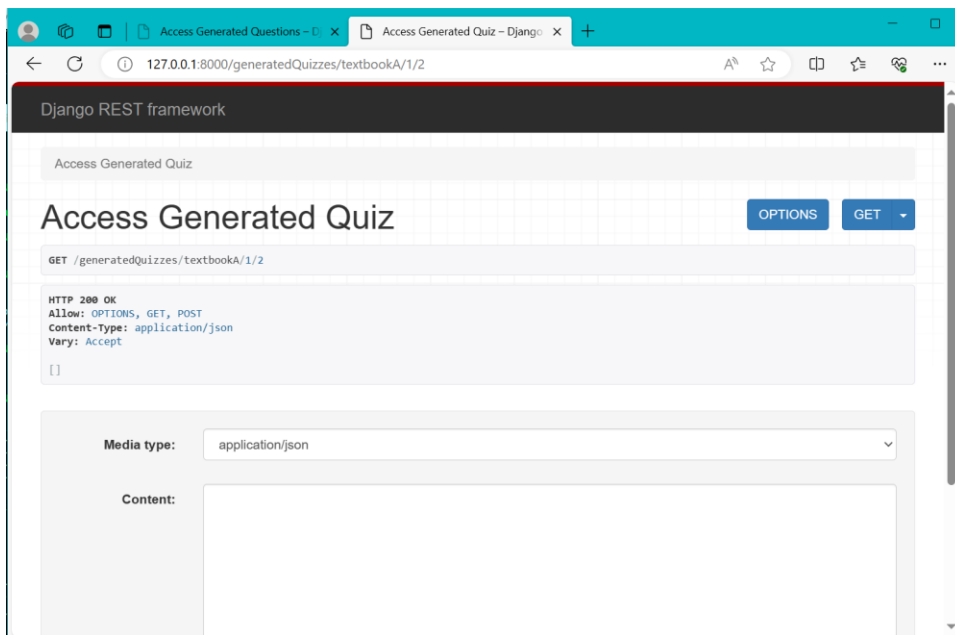 Access Generated Questions – D
Access Generated Quiz – Django
127.0.0.1:8000/generatedQuizzes/textbookA/1/2
Django REST framework
Access Generated Quiz
Access Generated Quiz
OPTIONS
GET
GET /generatedQuizzes/textbookA/1/2
HTTP 200 OK
Allow: OPTIONS, GET, POST
Content-Type: application/json
Vary: Accept
[]
Media type:
application/json
Content: